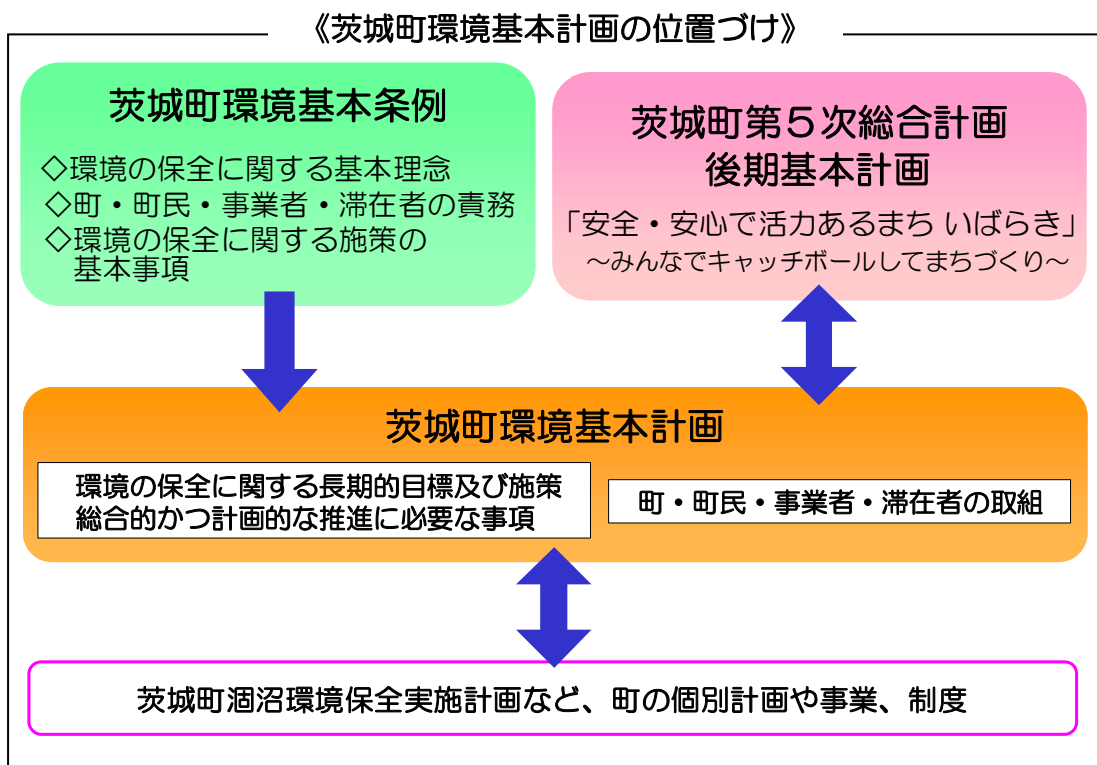 《茨城町環境基本計画の位置づけ》
茨城町環境基本条例
◇環境の保全に関する基本理念
◇町・町民・事業者・滞在者の責務
◇環境の保全に関する施策の
基本事項
茨城町第５次総合計画
後期基本計画
「安全・安心で活力あるまち いばらき」
～みんなでキャッチボールしてまちづくり～
茨城町環境基本計画
環境の保全に関する長期的目標及び施策
総合的かつ計画的な推進に必要な事項
町・町民・事業者・滞在者の取組
茨城町涸沼環境保全実施計画など、町の個別計画や事業、制度